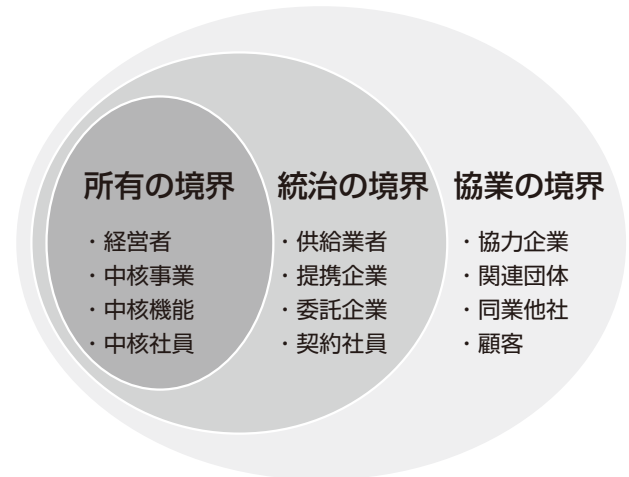 所有の境界
・経営者
・中核事業
・中核機能
・中核社員
統治の境界
・供給業者
・提携企業
・委託企業
・契約社員
協業の境界
・協力企業
・関連団体
・同業他社
・顧客